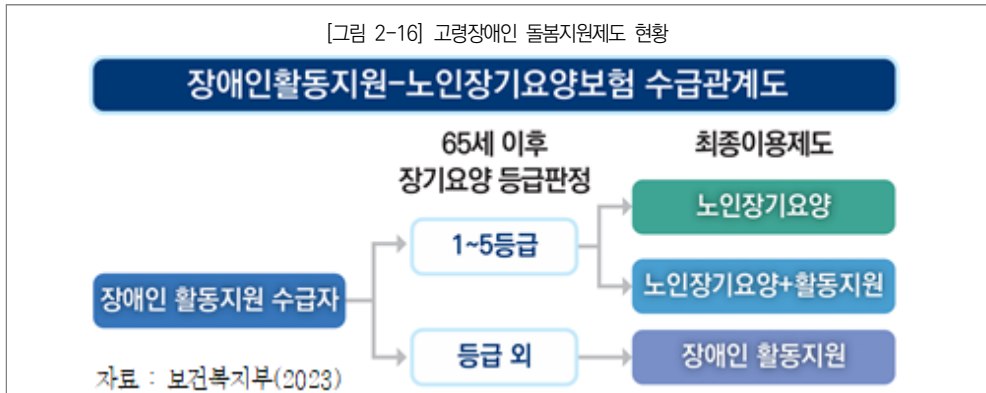 [그림 2-16] 고령장애인 돌봄지원제도 현황
장애인활동지원-노인장기요양보험 수급관계도
65세 이후
장기요양 등급판정
최종이용제도
장애인 활동지원 수급자
1~5등급
등급 외
노인장기요양
노인장기요양+활동지원
장애인 활동지원
자료 : 보건복지부(2023)